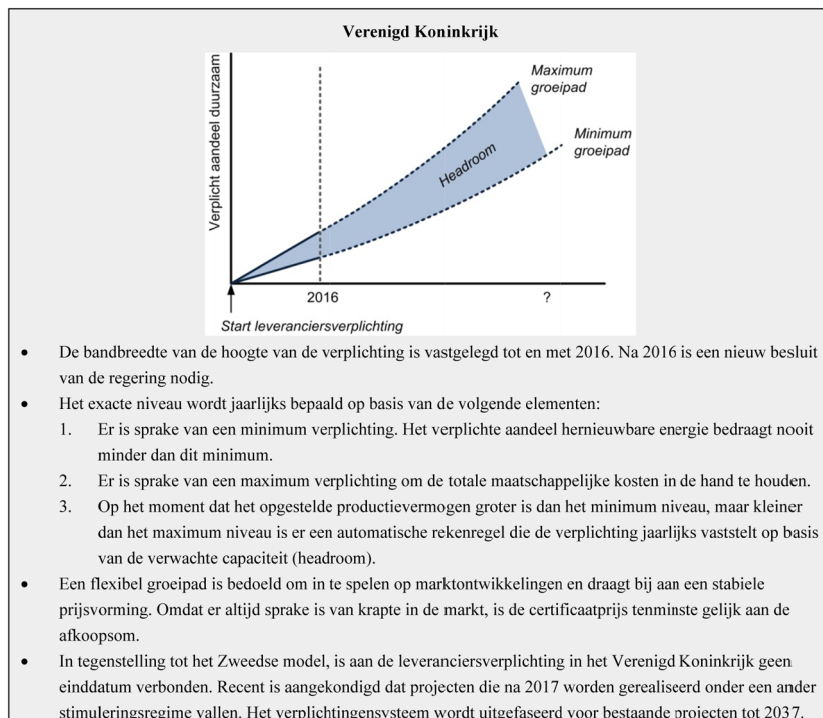 Verenigd Koninkrijk
Verplicht aandeel duurzaam
Maximum
groeipad
Minimum
groeipad
Headroom
2016
?
Start leveranciersverplichting
• De bandbreedte van de hoogte van de verplichting is vastgelegd tot en met 2016. Na 2016 is een nieuw besluit
van de regering nodig.
• Het exacte niveau wordt jaarlijks bepaald op basis van de volgende elementen:
1. Er is sprake van een minimum verplichting. Het verplichte aandeel hernieuwbare energie bedraagt nooit
minder dan dit minimum.
2. Er is sprake van een maximum verplichting om de totale maatschappelijke kosten in de hand te houden.
3. Op het moment dat het opgestelde productievermogen groter is dan het minimum niveau, maar kleiner
dan het maximum niveau is er een automatische rekenregel die de verplichting jaarlijks vaststelt op basis
van de verwachte capaciteit (headroom).
• Een flexibel groeipad is bedoeld om in te spelen op marktontwikkelingen en draagt bij aan een stabiele
prijsvorming. Omdat er altijd sprake is van krapte in de markt, is de certificaatprijs tenminste gelijk aan de
afkoopsom.
• In tegenstelling tot het Zweedse model, is aan de leveranciersverplichting in het Verenigd Koninkrijk geen
einddatum verbonden. Recent is aangekondigd dat projecten die na 2017 worden gerealiseerd onder een ander
stimuleringsregime vallen. Het verplichtingensysteem wordt uitgefaseerd voor bestaande projecten tot 2037.